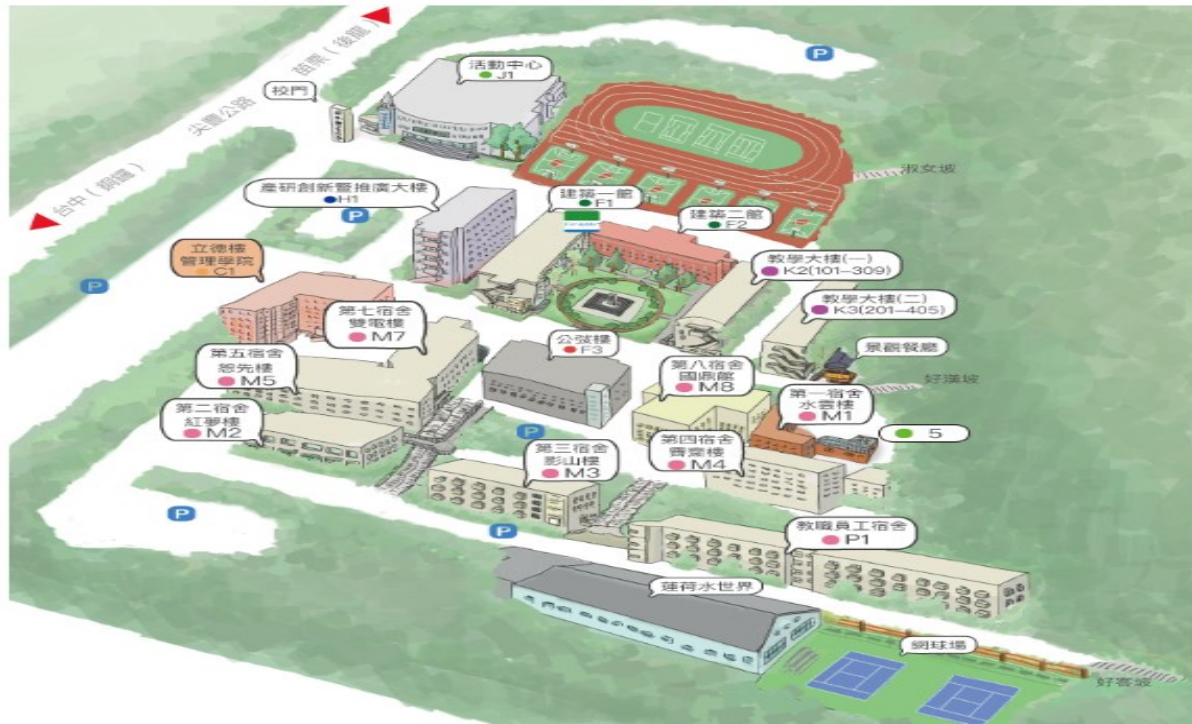 苗栗(後龍)
尖豐公路
台中(銅鑼)
P
活動中心
J1
校門
淑女坡
產研創新暨推廣大樓
H1
P
建築一館
F1
建築二館
F2
立德樓
管理學院
C1
P
教學大樓(一)
K2(101-309)
教學大樓(二)
K3(201-405)
景觀餐廳
好漢坡
第七宿舍
雙電樓
M7
公弢樓
F3
第五宿舍
恕先樓
M5
第八宿舍
國鼎館
M8
第一宿舍
水雲樓
M1
第二宿舍
紅夢樓
M2
P
5
第三宿舍
影山樓
M3
第四宿舍
齊齋樓
M4
P
P
教職員工宿舍
P1
蓮荷水世界
網球場
好客坡